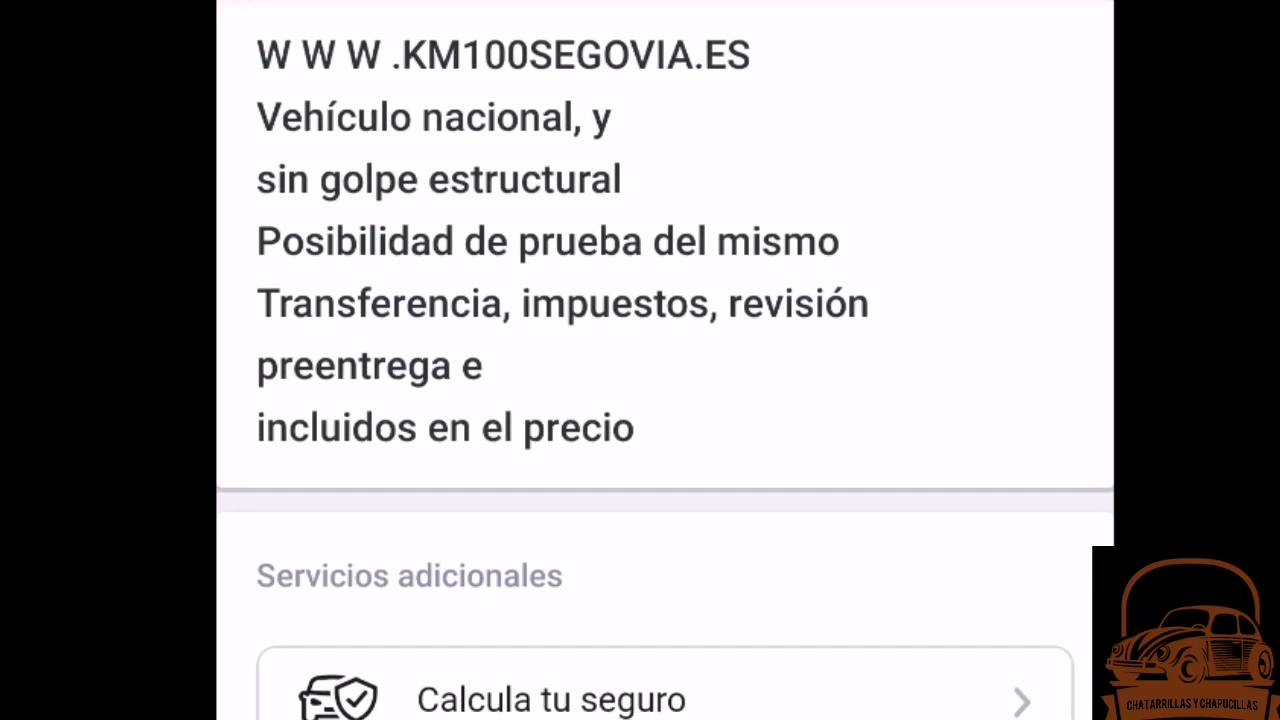 W W W .KM100SEGOVIA.ES
Vehículo nacional, y
sin golpe estructural
Posibilidad de prueba del mismo
Transferencia, impuestos, revisión
preentrega e
incluidos en el precio
Servicios adicionales
Calcula tu seguro
CHATARRILLAS Y CHAPUCILLAS